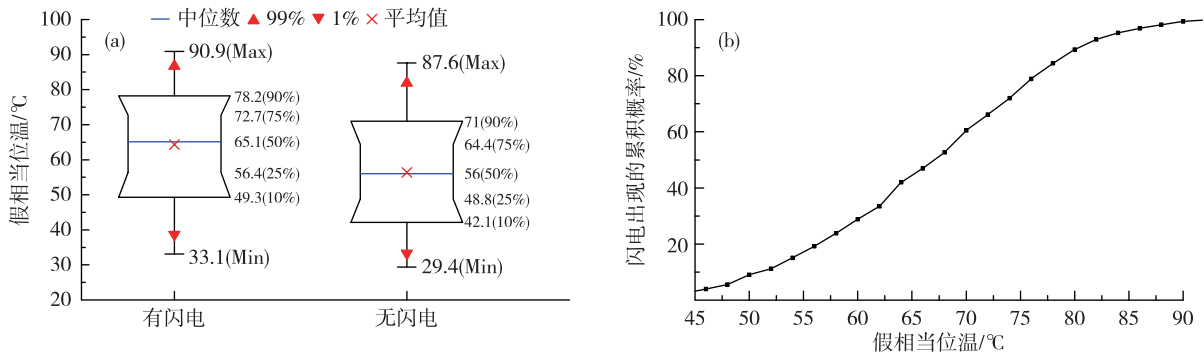 中位数 99% 1% 平均值
(a)
假相当位温/℃
100
90
80
70
60
50
40
30
20
90.9(Max)
78.2(90%)
72.7(75%)
65.1(50%)
56.4(25%)
49.3(10%)
33.1(Min)
87.6(Max)
71(90%)
64.4(75%)
56(50%)
48.8(25%)
42.1(10%)
29.4(Min)
有闪电 无闪电
(b)
闪电出现的累积概率/%
100
80
60
40
20
45 50 55 60 65 70 75 80 85 90
假相当位温/℃